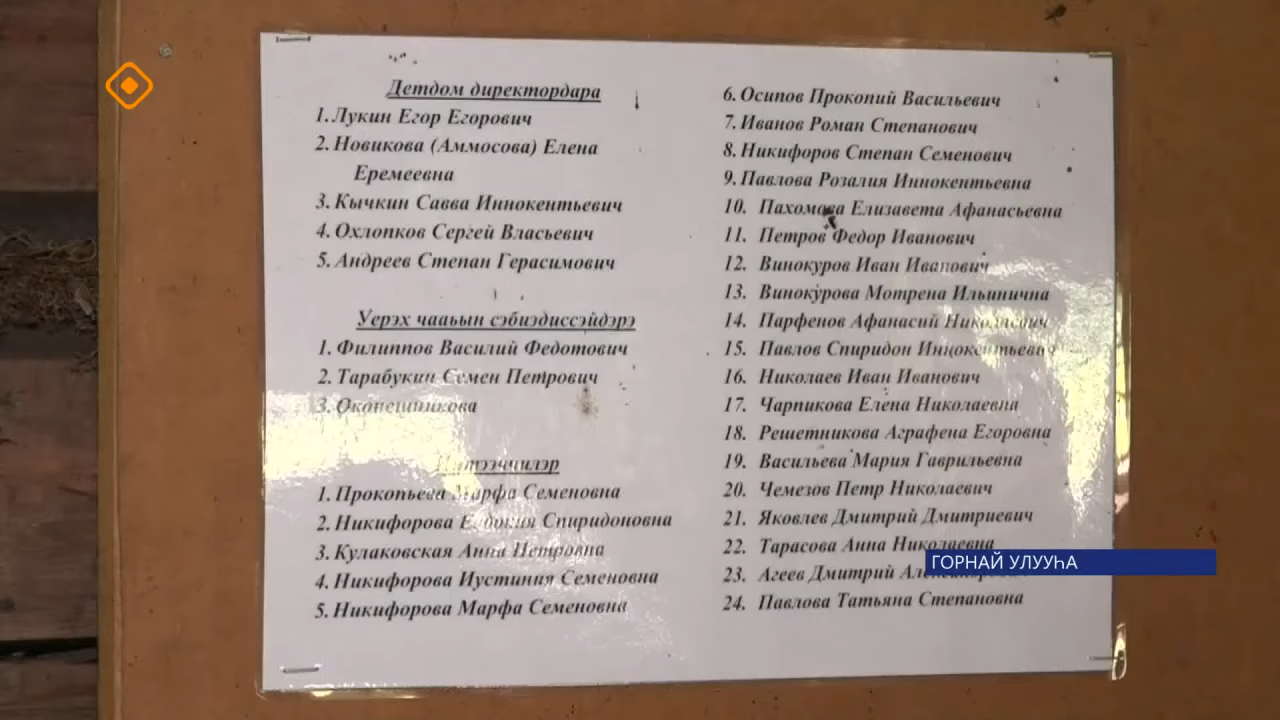 Детдом директордара
1. Лукин Егор Егорович
2. Новикова (Аммосова) Елена
Еремеевна
3. Кычкин Савва Иннокентьевич
4. Охлопков Сергей Власьевич
5. Андреев Степан Герасимович
Уерэх чааьын сэбиэдиссэйдэрэ
1. Филиппов Василий Федотович
2. Тарабукин Семен Петрович
3. Оконешникова
1. Прокопьева Марфа Семеновна
2. Никифорова Евдокия Спиридоновна
3. Кулаковская Анна Петровна
4. Никифорова Иустиния Семеновна
5. Никифорова Марфа Семеновна
6. Осипов Прокопий Васильевич
7. Иванов Роман Степанович
8. Никифоров Степан Семенович
9. Павлова Розалия Иннокентьевна
10. Пахомова Елизавета Афанасьевна
11. Петров Федор Иванович
12. Винокуров Иван Иванович
13. Винокурова Мотрена Ильинична
14. Парфенов Афанасий Николаевич
15. Павлов Спиридон Иннокентьевич
16. Николаев Иван Иванович
17. Чарпикова Елена Николаевна
18. Решетникова Аграфена Егоровна
19. Васильева Мария Гаврильевна
20. Чемезов Петр Николаевич
21. Яковлев Дмитрий Дмитриевич
22. Тарасова Анна Николаевна
23. Агеев Дмитрий
24. Павлова Татьяна Степановна
ГОРНАЙ УЛУУҺА